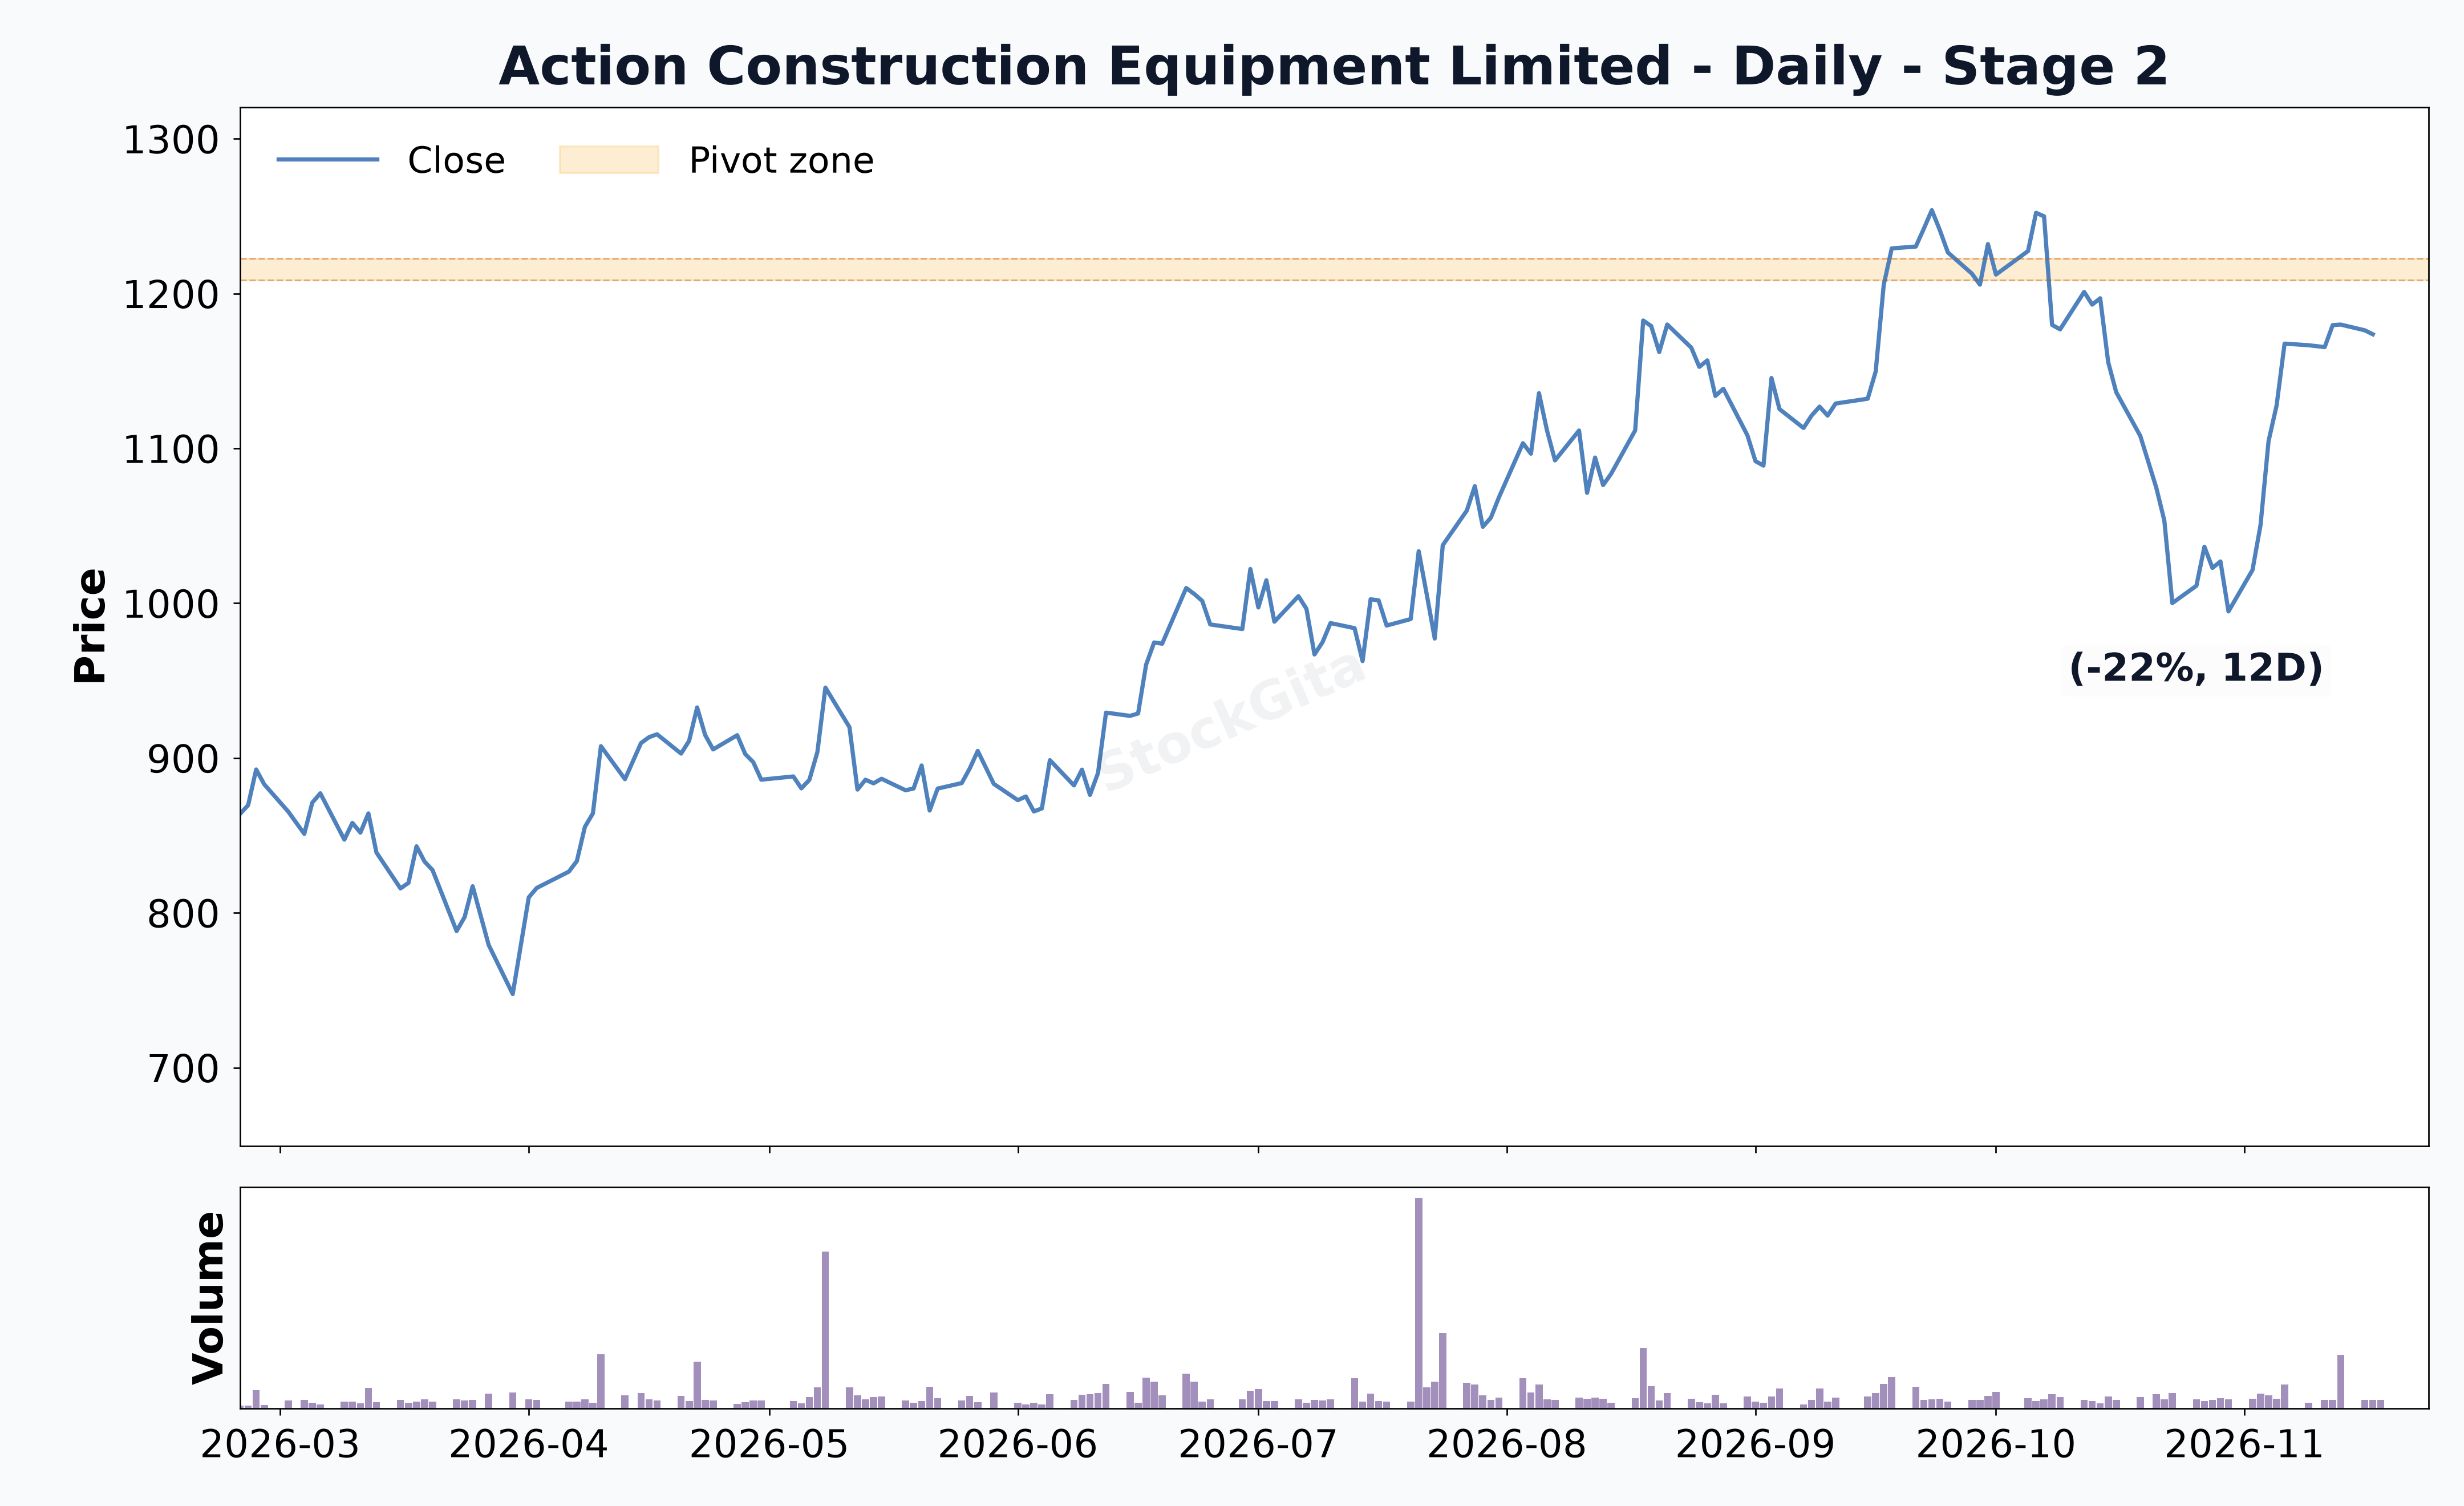 Action Construction Equipment Limited - Daily - Stage 2
Close
Pivot zone
1300
1200
1100
1000
900
800
700
Price
(-22%, 12D)
StockGita
Volume
2026-03
2026-04
2026-05
2026-06
2026-07
2026-08
2026-09
2026-10
2026-11